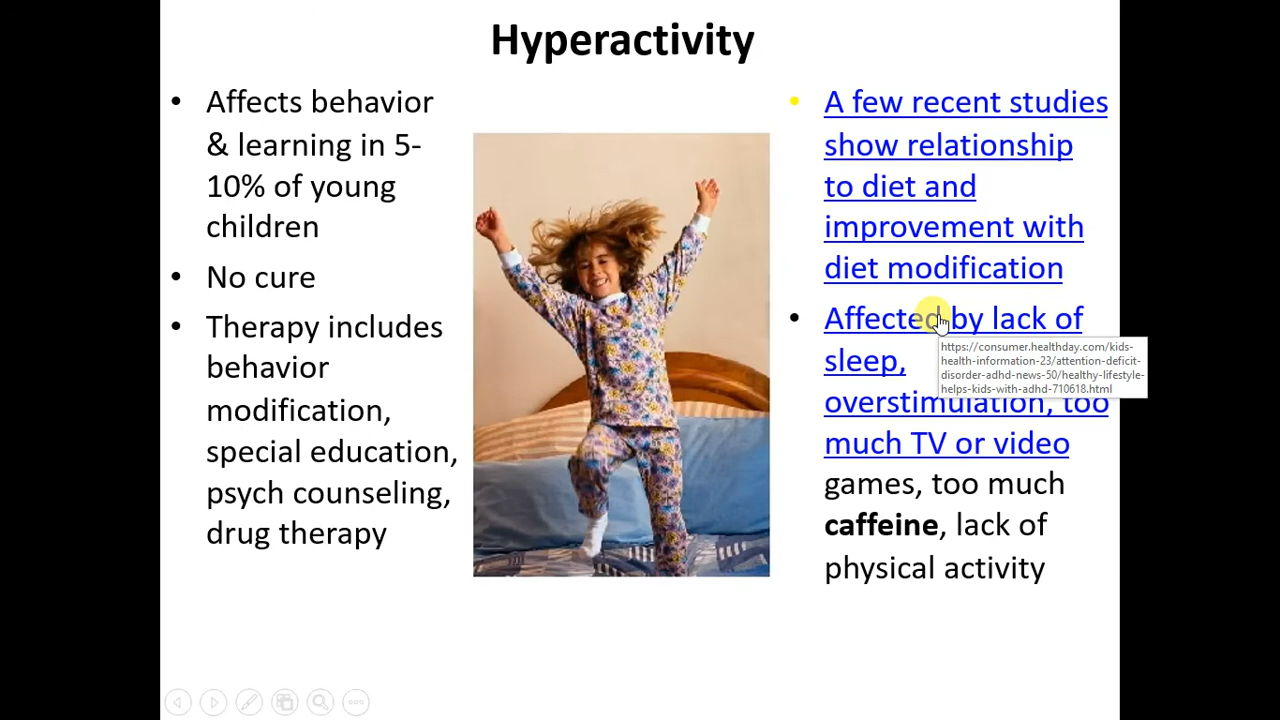 Hyperactivity
• Affects behavior
& learning in 5-
10% of young
children
• No cure
• Therapy includes
behavior
modification,
special education,
psych counseling,
drug therapy
• A few recent studies
show relationship
to diet and
improvement with
diet modification
• Affected by lack of
sleep,
overstimulation, too
much TV or video
games, too much
caffeine, lack of
physical activity
https://consumer.healthday.com/kids-
health-information-23/attention-deficit-
disorder-adhd-news-50/healthy-lifestyle-
helps-kids-with-adhd-710618.html